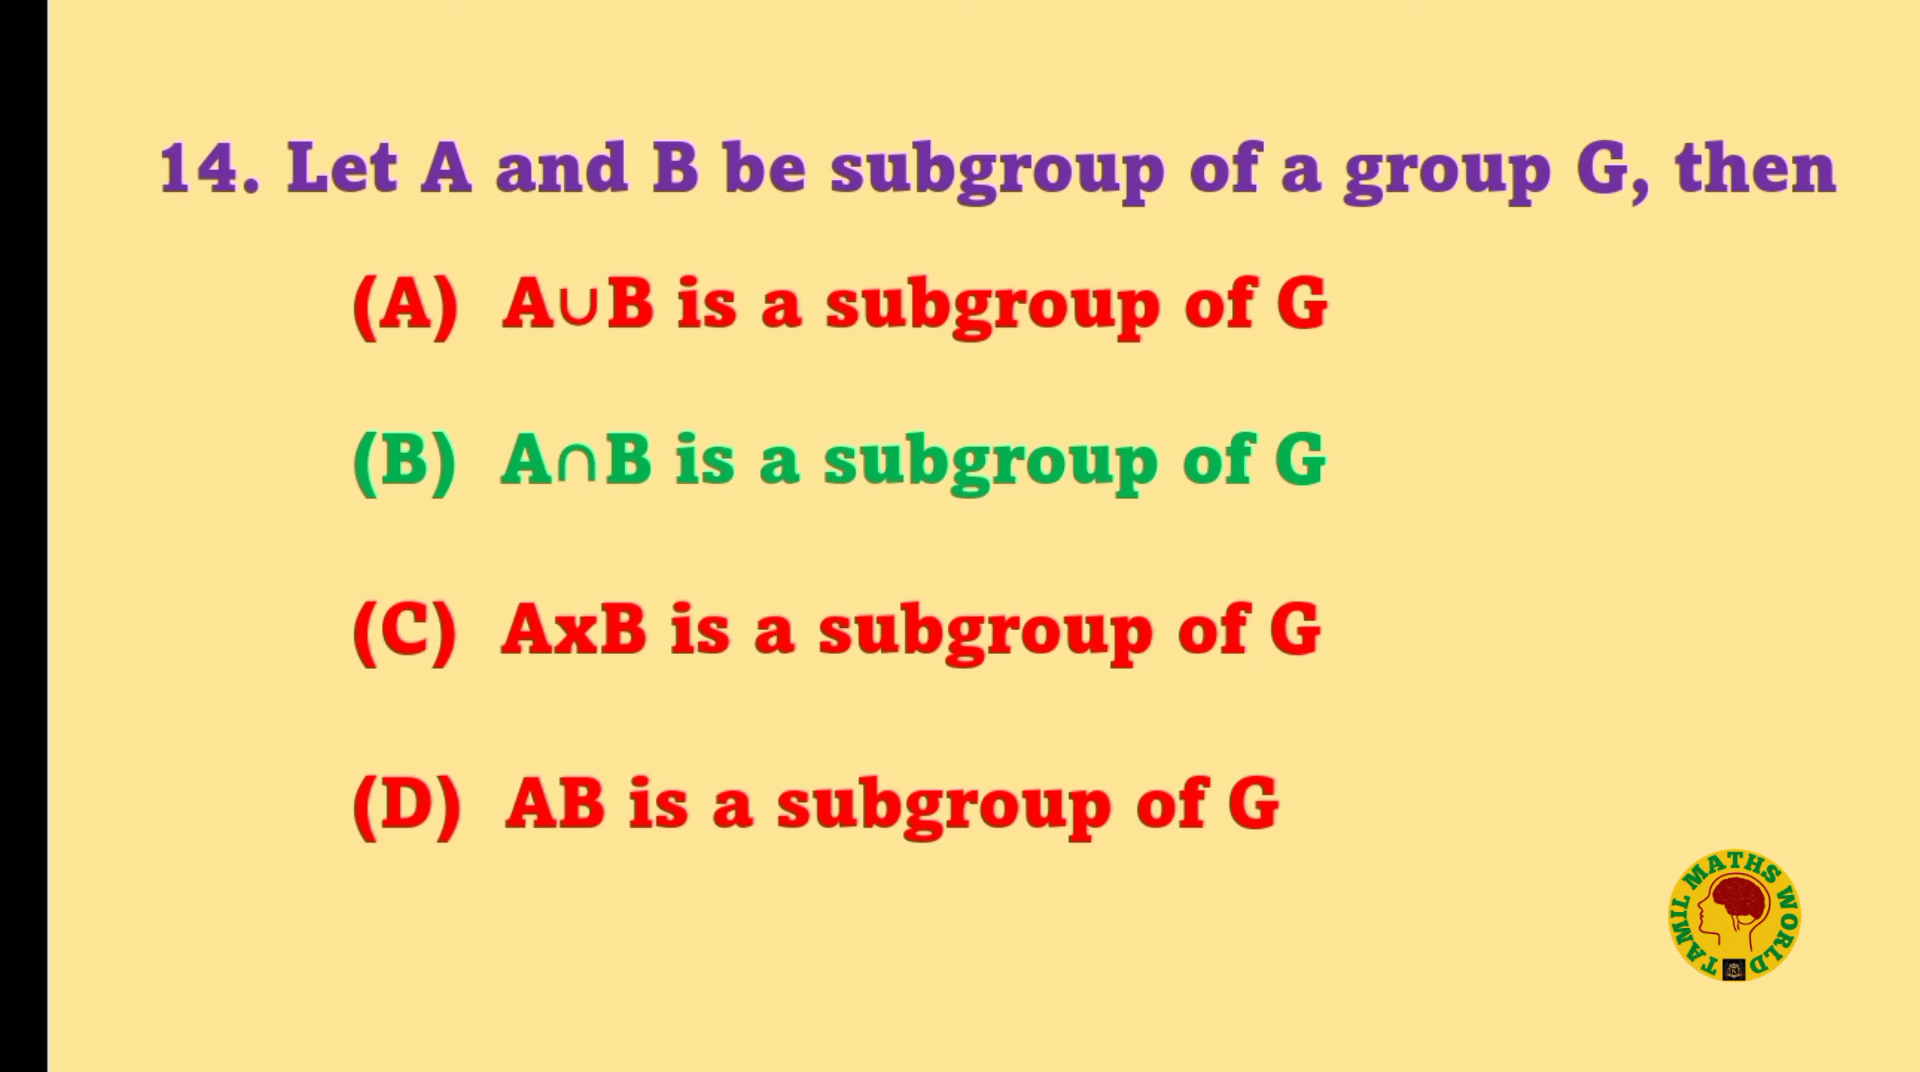 14. Let A and B be subgroup of a group G, then
(A) A∪B is a subgroup of G
(B) A∩B is a subgroup of G
(C) AxB is a subgroup of G
(D) AB is a subgroup of G
TAMIL MATHS WORLD